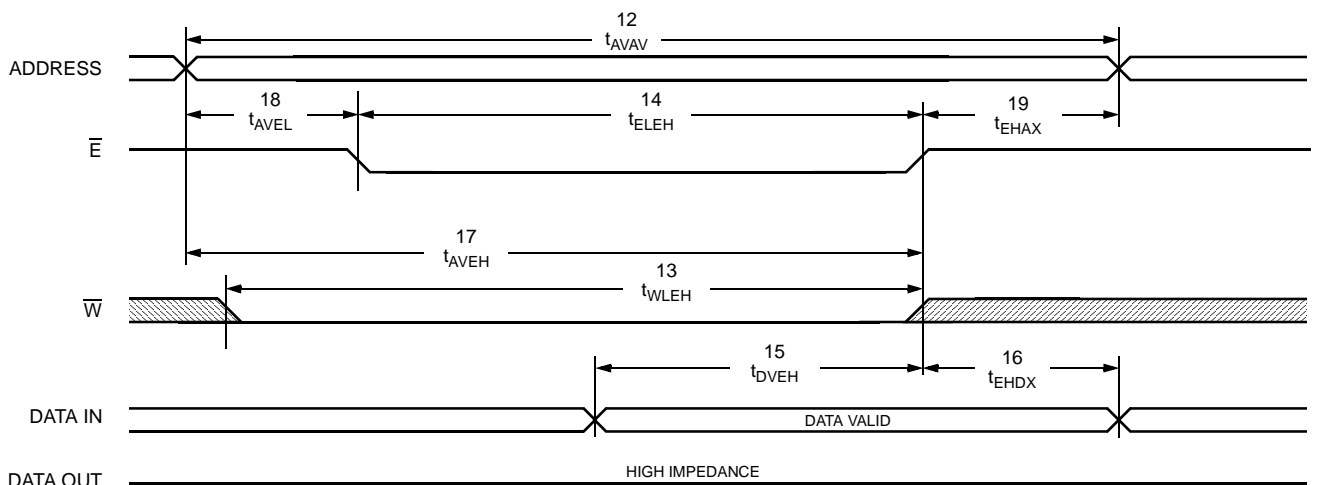 12
tAVAV
ADDRESS
18
tAVEL
14
tELEH
19
tEHAX
E̅
17
tAVEH
13
tWLEH
W̅
15
tDVEH
16
tEHDX
DATA IN
DATA VALID
DATA OUT
HIGH IMPEDANCE